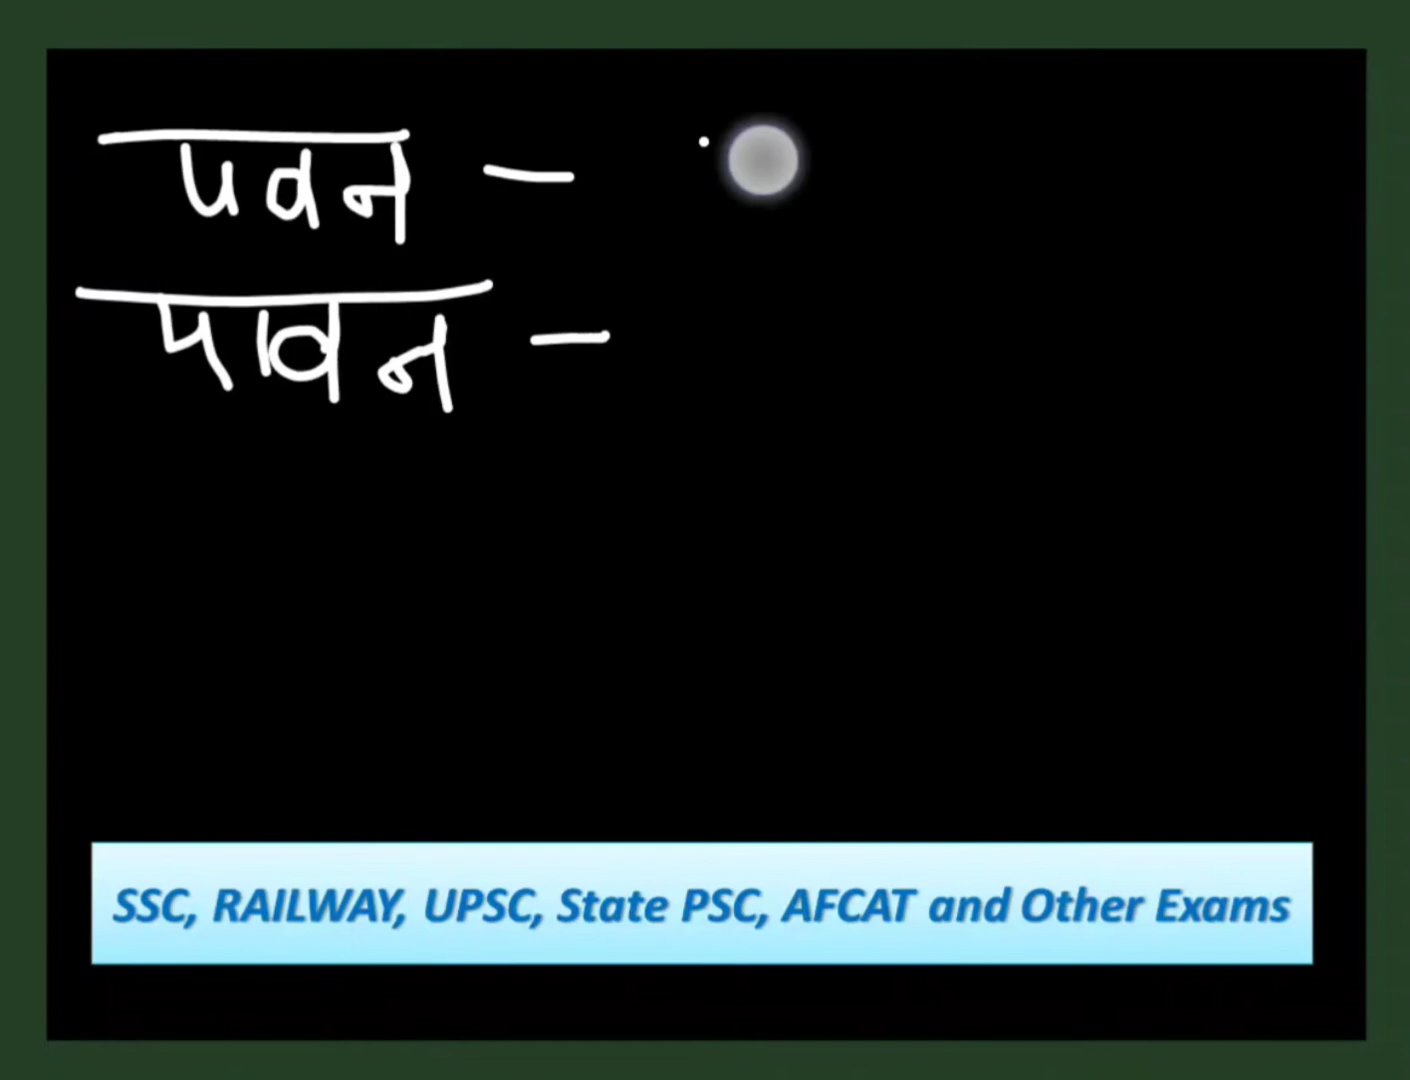 पवन –
पावन –
SSC, RAILWAY, UPSC, State PSC, AFCAT and Other Exams